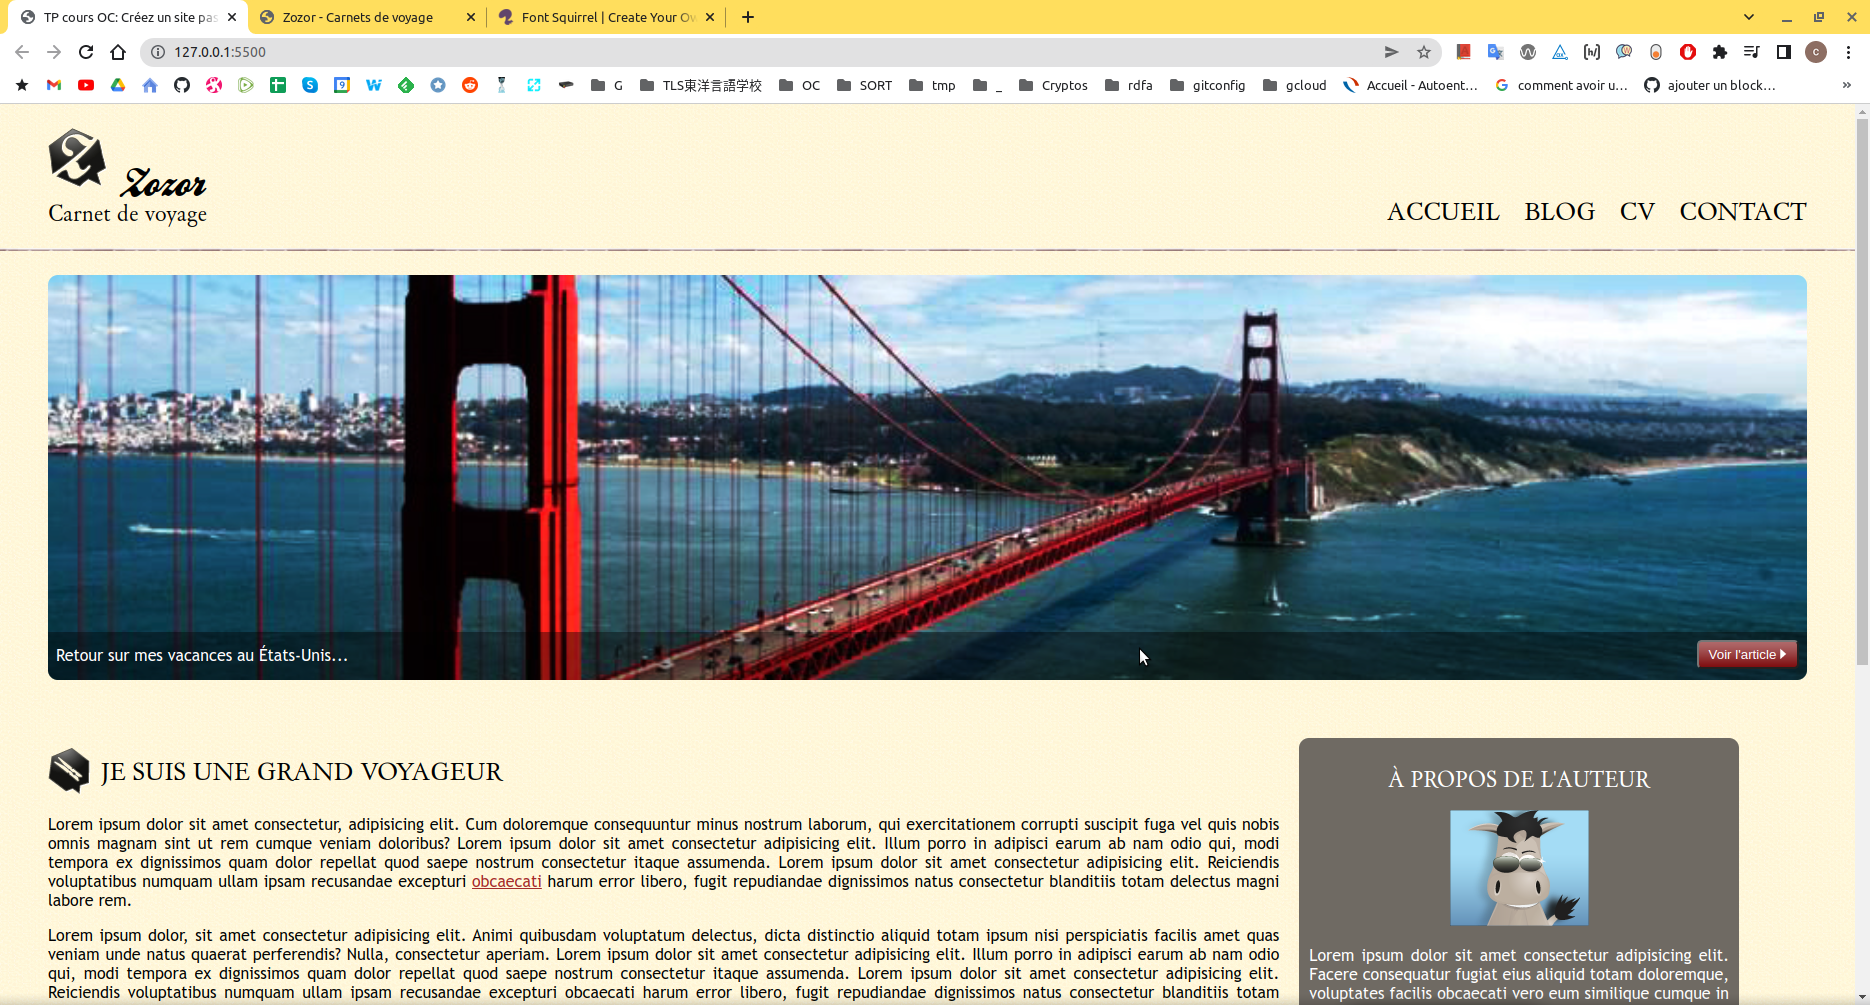 TP cours OC: Créez un site pas
Zozor - Carnets de voyage
Font Squirrel | Create Your Ow
127.0.0.1:5500
G
TLS東洋言語学校
OC
SORT
tmp
_
Cryptos
rdfa
gitconfig
gcloud
Accueil - Autoent…
comment avoir u…
ajouter un block…
Zozor
Carnet de voyage
ACCUEIL BLOG CV CONTACT
Retour sur mes vacances au États-Unis…
Voir l'article
JE SUIS UNE GRAND VOYAGEUR
Lorem ipsum dolor sit amet consectetur, adipisicing elit. Cum doloremque consequuntur minus nostrum laborum, qui exercitationem corrupti suscipit fuga vel quis nobis
omnis magnam sint ut rem cumque veniam doloribus? Lorem ipsum dolor sit amet consectetur adipisicing elit. Illum porro in adipisci earum ab nam odio qui, modi
tempora ex dignissimos quam dolor repellat quod saepe nostrum consectetur itaque assumenda. Lorem ipsum dolor sit amet consectetur adipisicing elit. Reiciendis
voluptatibus numquam ullam ipsam recusandae excepturi obcaecati harum error libero, fugit repudiandae dignissimos natus consectetur blanditiis totam delectus magni
labore rem.
Lorem ipsum dolor, sit amet consectetur adipisicing elit. Animi quibusdam voluptatum delectus, dicta distinctio aliquid totam ipsum nisi perspiciatis facilis amet quas
veniam unde natus quaerat perferendis? Nulla, consectetur aperiam. Lorem ipsum dolor sit amet consectetur adipisicing elit. Illum porro in adipisci earum ab nam odio
qui, modi tempora ex dignissimos quam dolor repellat quod saepe nostrum consectetur itaque assumenda. Lorem ipsum dolor sit amet consectetur adipisicing elit.
Reiciendis voluptatibus numquam ullam ipsam recusandae excepturi obcaecati harum error libero, fugit repudiandae dignissimos natus consectetur blanditiis totam
À PROPOS DE L'AUTEUR
Lorem ipsum dolor sit amet consectetur adipisicing elit.
Facere consequatur fugiat eius aliquid totam doloremque,
voluptates facilis obcaecati vero eum similique cumque in